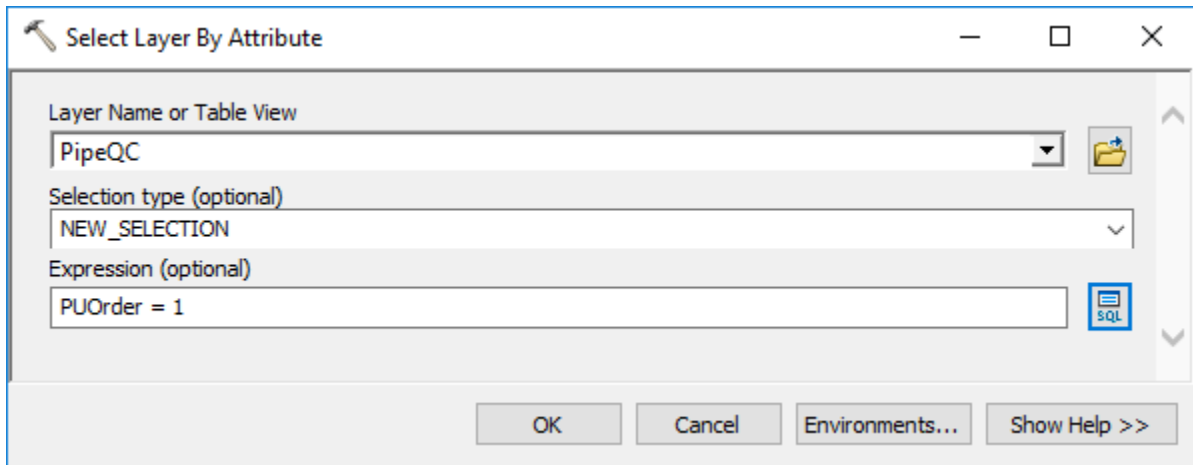 Select Layer By Attribute
Layer Name or Table View
PipeQC
Selection type (optional)
NEW_SELECTION
Expression (optional)
PUOrder = 1
SQL
OK Cancel Environments... Show Help >>